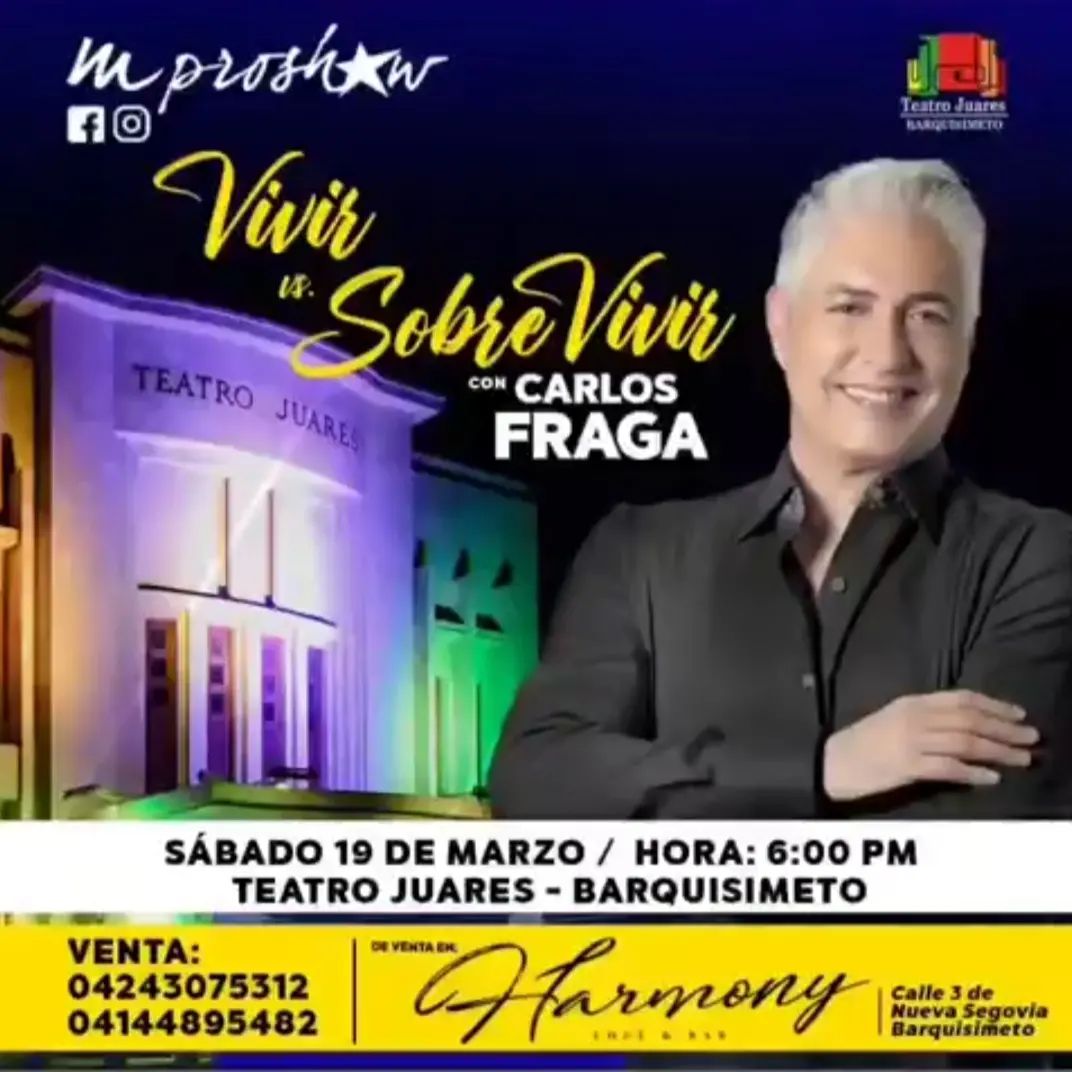 m proshow
Teatro Juares
BARQUISIMETO
Vivir
vs.
SobreVivir
CON CARLOS
FRAGA
TEATRO JUARES
SÁBADO 19 DE MARZO / HORA: 6:00 PM
TEATRO JUARES - BARQUISIMETO
VENTA:
04243075312
04144895482
DE VENTA EN:
Harmony
& BAR
Calle 3 de
Nueva Segovia
Barquisimeto